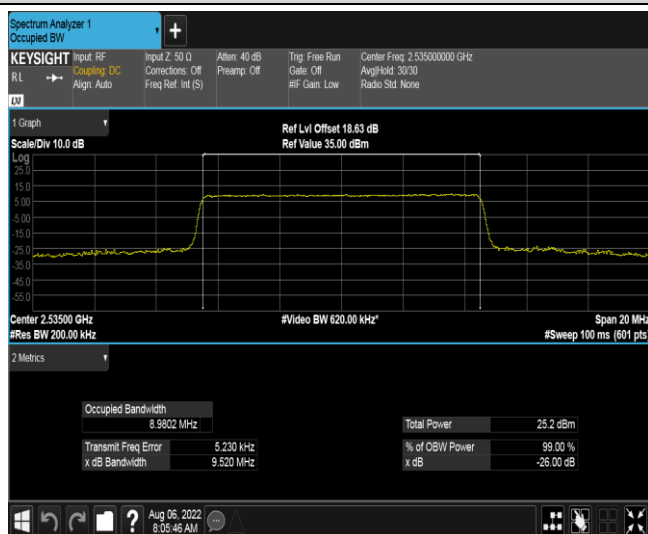 Spectrum Analyzer 1
Occupied BW
KEYSIGHT
RL
LXI
Input: RF
Coupling: DC
Align: Auto
Input Z: 50 Ω
Corrections: Off
Freq Ref: Int (S)
Atten: 40 dB
Preamp: Off
Trig: Free Run
Gate: Off
#IF Gain: Low
Center Freq: 2.535000000 GHz
Avg|Hold: 30/30
Radio Std: None
1 Graph
Scale/Div 10.0 dB
Ref Lvl Offset 18.63 dB
Ref Value 35.00 dBm
Log
25.0
15.0
5.00
-5.00
-15.0
-25.0
-35.0
-45.0
-55.0
Center 2.53500 GHz
#Res BW 200.00 kHz
#Video BW 620.00 kHz*
Span 20 MHz
#Sweep 100 ms (601 pts)
2 Metrics
Occupied Bandwidth
8.9802 MHz
Total Power 25.2 dBm
Transmit Freq Error 5.230 kHz
% of OBW Power 99.00 %
x dB Bandwidth 9.520 MHz
x dB -26.00 dB
?
Aug 06, 2022
8:05:46 AM